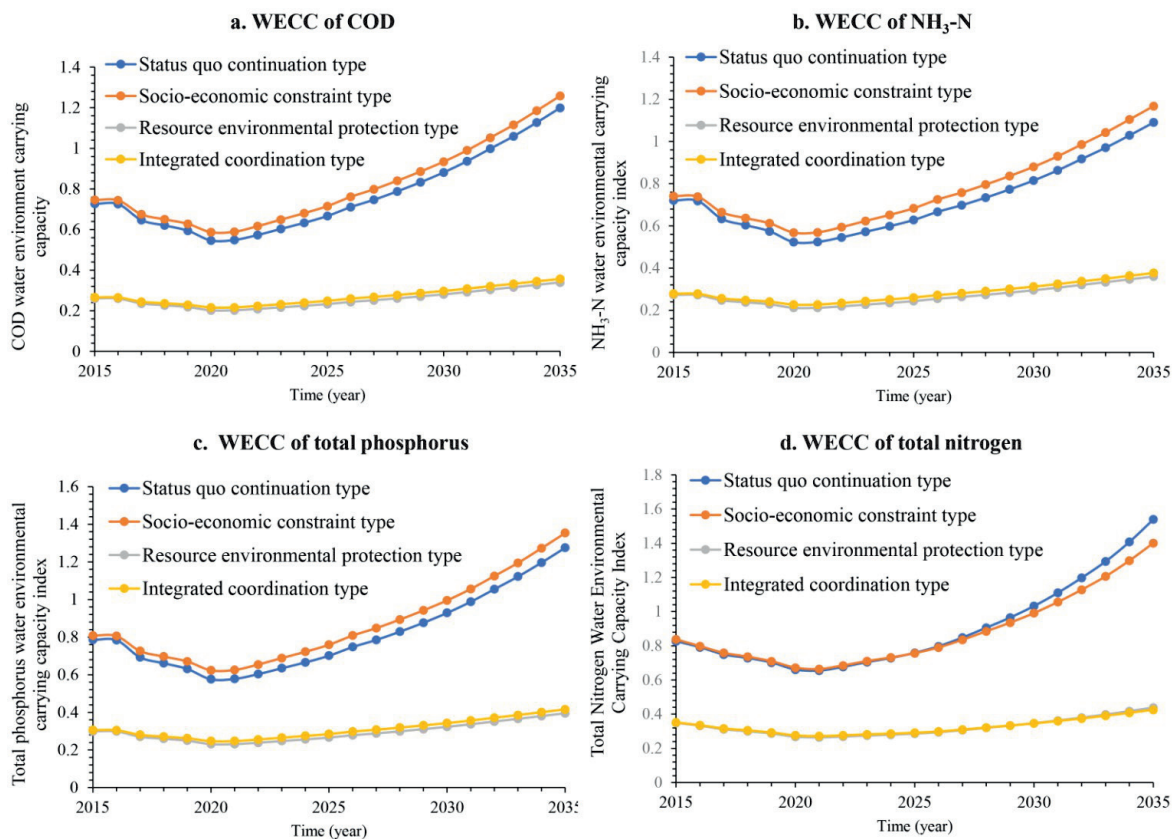 a. WECC of COD
Status quo continuation type
Socio-economic constraint type
Resource environmental protection type
Integrated coordination type
COD water environment carrying
capacity
1.4
1.2
1
0.8
0.6
0.4
0.2
0
2015 2020 2025 2030 2035
Time (year)
b. WECC of NH₃-N
Status quo continuation type
Socio-economic constraint type
Resource environmental protection type
Integrated coordination type
NH₃-N water environmental carrying
capacity index
1.4
1.2
1
0.8
0.6
0.4
0.2
0
2015 2020 2025 2030 2035
Time (year)
c. WECC of total phosphorus
Status quo continuation type
Socio-economic constraint type
Resource environmental protection type
Integrated coordination type
Total phosphorus water environmental
carrying capacity index
1.6
1.4
1.2
1
0.8
0.6
0.4
0.2
0
2015 2020 2025 2030 2035
Time (year)
d. WECC of total nitrogen
Status quo continuation type
Socio-economic constraint type
Resource environmental protection type
Integrated coordination type
Total Nitrogen Water Environmental
Carrying Capacity Index
1.8
1.6
1.4
1.2
1
0.8
0.6
0.4
0.2
0
2015 2020 2025 2030 2035
Time (year)